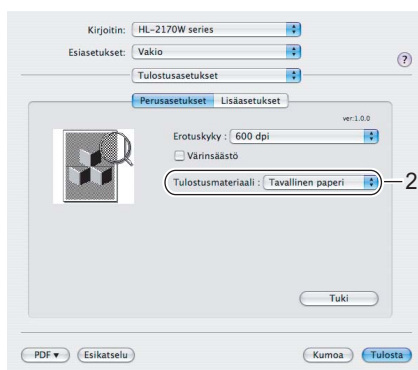 Kirjoitin: HL-2170W series
Esiasetukset: Vakio
Tulostusasetukset
?
Perusasetukset Lisäasetukset
ver:1.0.0
Erotuskyky : 600 dpi
Värinsäästö
Tulostusmateriaali : Tavallinen paperi 2
Tuki
PDF Esikatselu Kumoa Tulosta